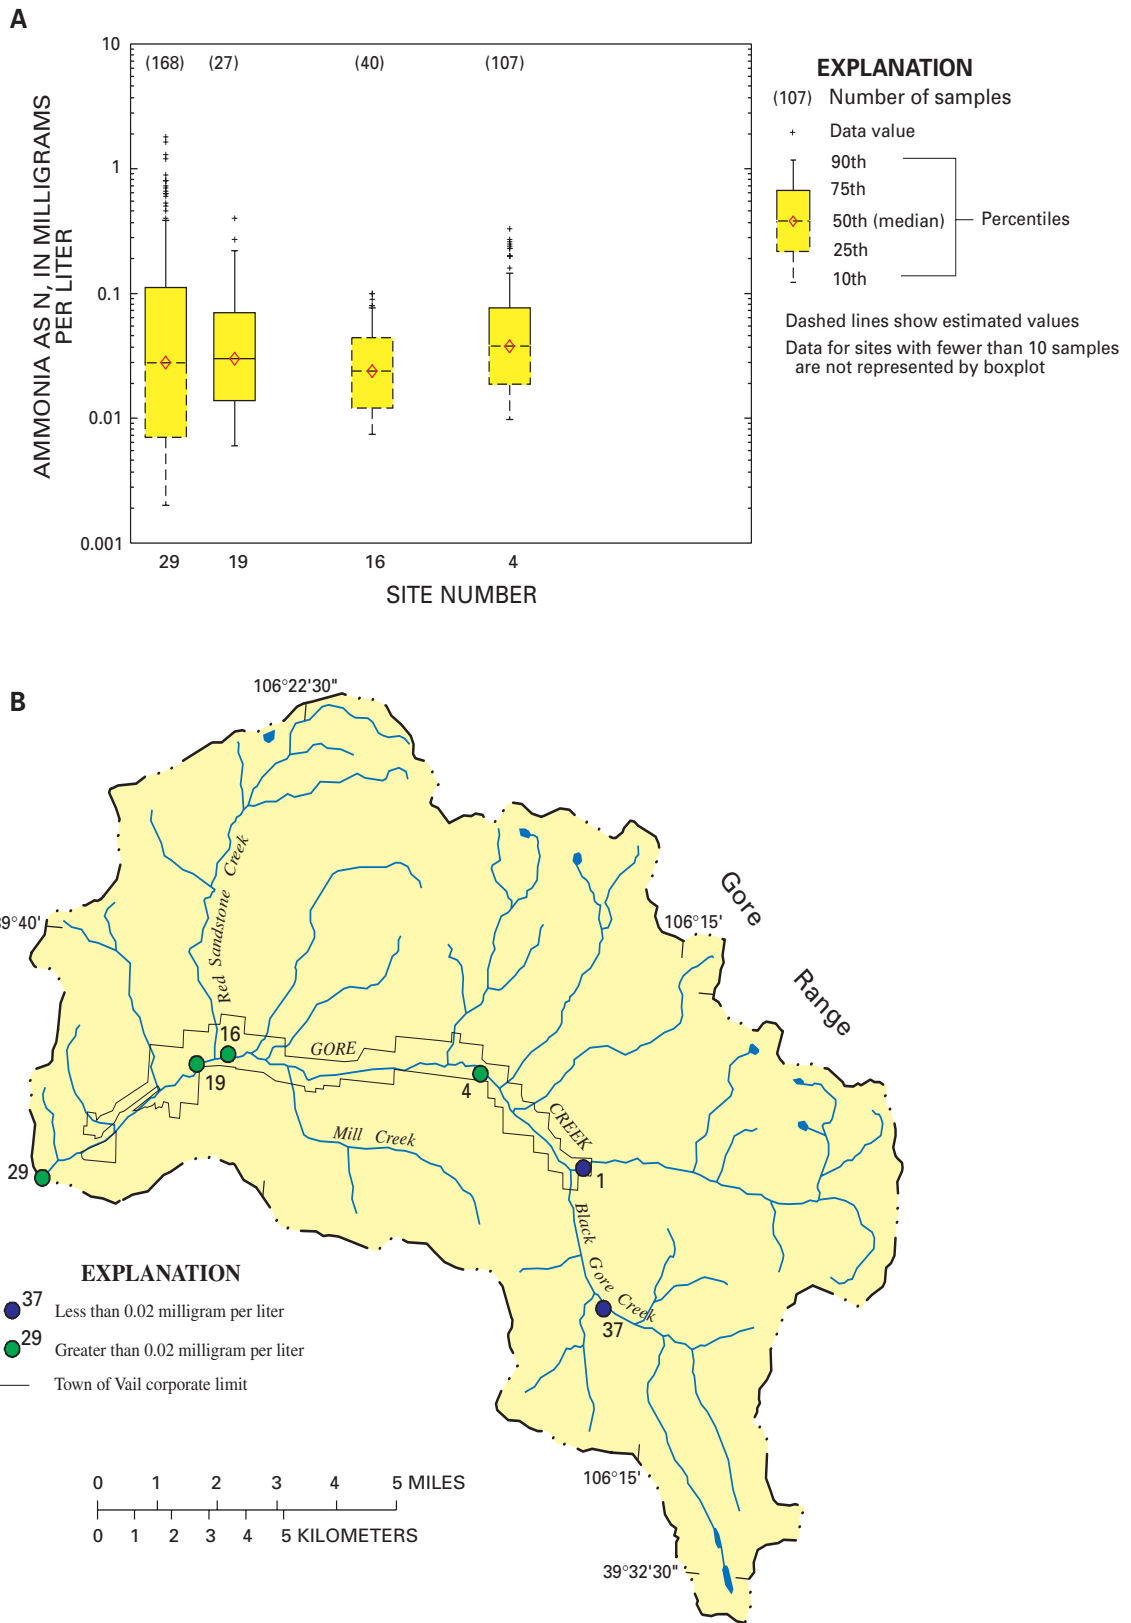 A
10
1
0.1
0.01
0.001
AMMONIA AS N, IN MILLIGRAMS
PER LITER
(168)
(27)
(40)
(107)
29
19
16
4
SITE NUMBER
EXPLANATION
(107) Number of samples
+ Data value
90th
75th
50th (median)
25th
10th
Percentiles
Dashed lines show estimated values
Data for sites with fewer than 10 samples
are not represented by boxplot
B
106°22'30"
39°40'
106°15'
Gore
Range
Red Sandstone Creek
16
19
GORE
4
CREEK
Mill Creek
29
1
Black Gore Creek
37
EXPLANATION
37 Less than 0.02 milligram per liter
29 Greater than 0.02 milligram per liter
Town of Vail corporate limit
0 1 2 3 4 5 MILES
0 1 2 3 4 5 KILOMETERS
106°15'
39°32'30"